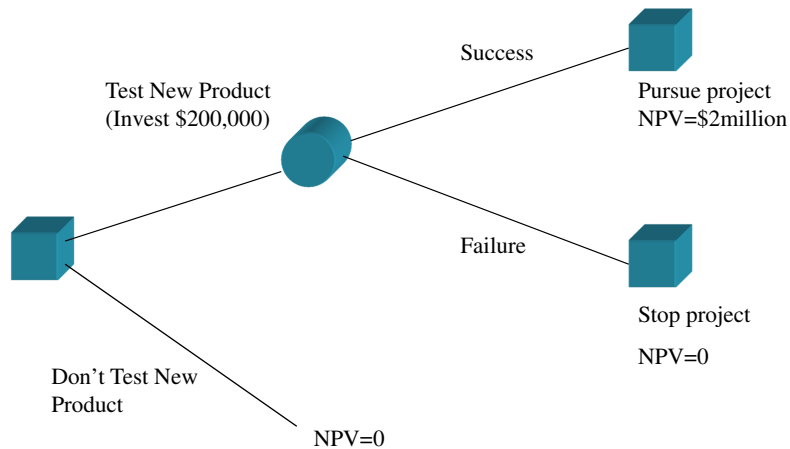 Success
Test New Product
(Invest $200,000)
Pursue project
NPV=$2million
Failure
Stop project
NPV=0
Don't Test New
Product
NPV=0